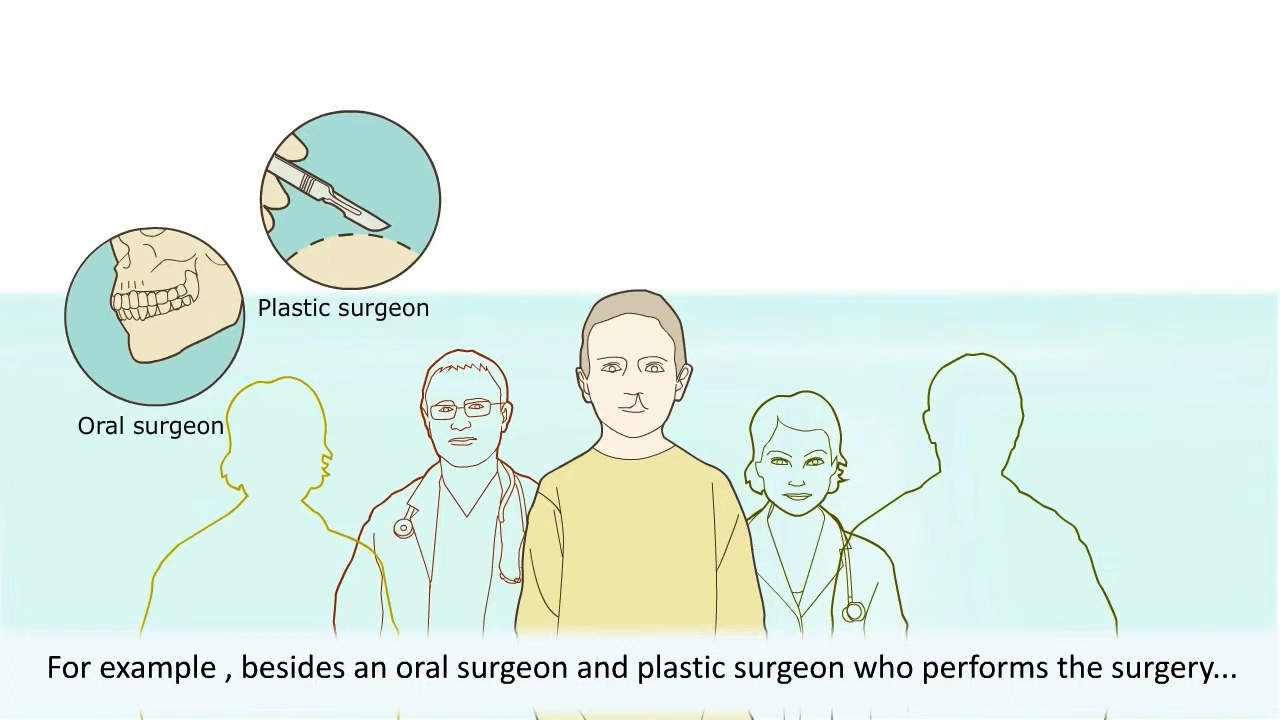 Plastic surgeon
Oral surgeon
For example , besides an oral surgeon and plastic surgeon who performs the surgery...